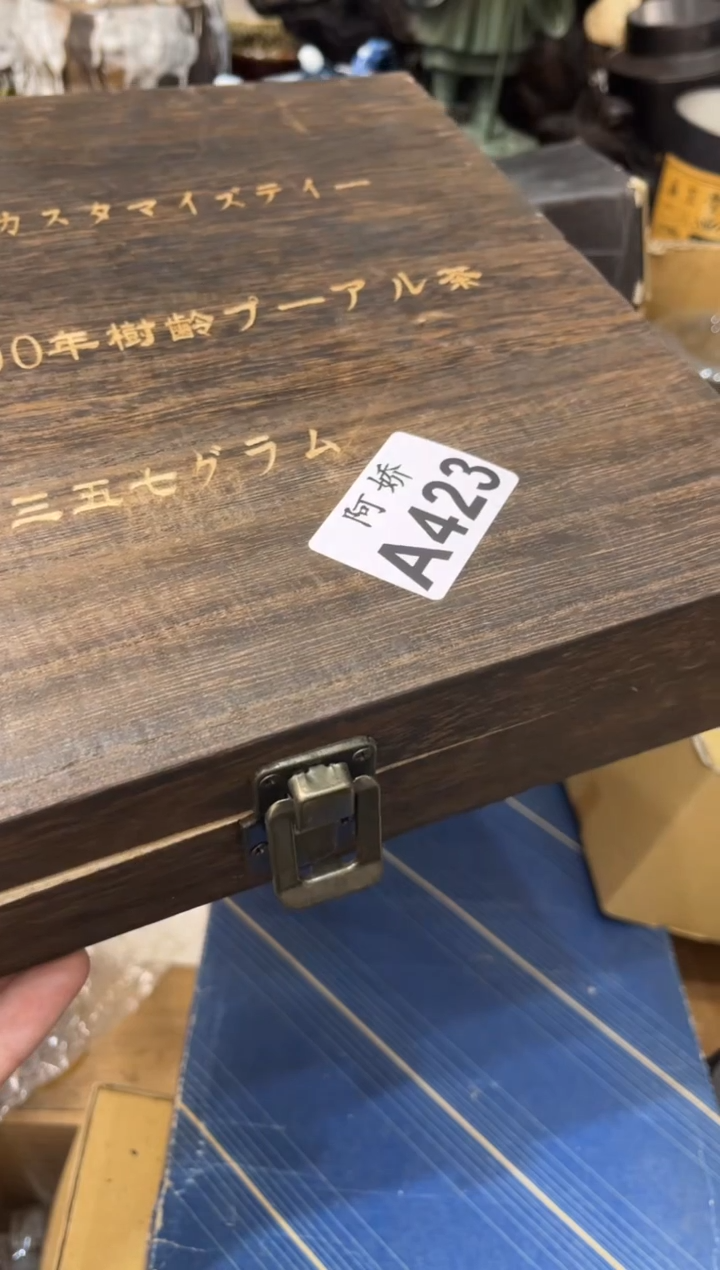 カスタマイズティー
00年樹齢プーアル茶
三五七グラム
阿娇
A423